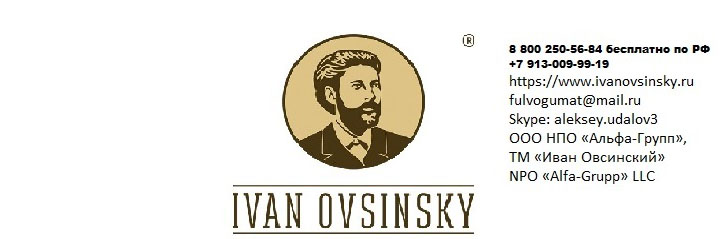 ®
IVAN OVSINSKY
8 800 250-56-84 бесплатно по РФ
+7 913-009-99-19
https://www.ivanovsinsky.ru
fulvogumat@mail.ru
Skype: aleksey.udalov3
ООО НПО «Альфа-Групп»,
ТМ «Иван Овсинский»
NPO «Alfa-Grupp» LLC